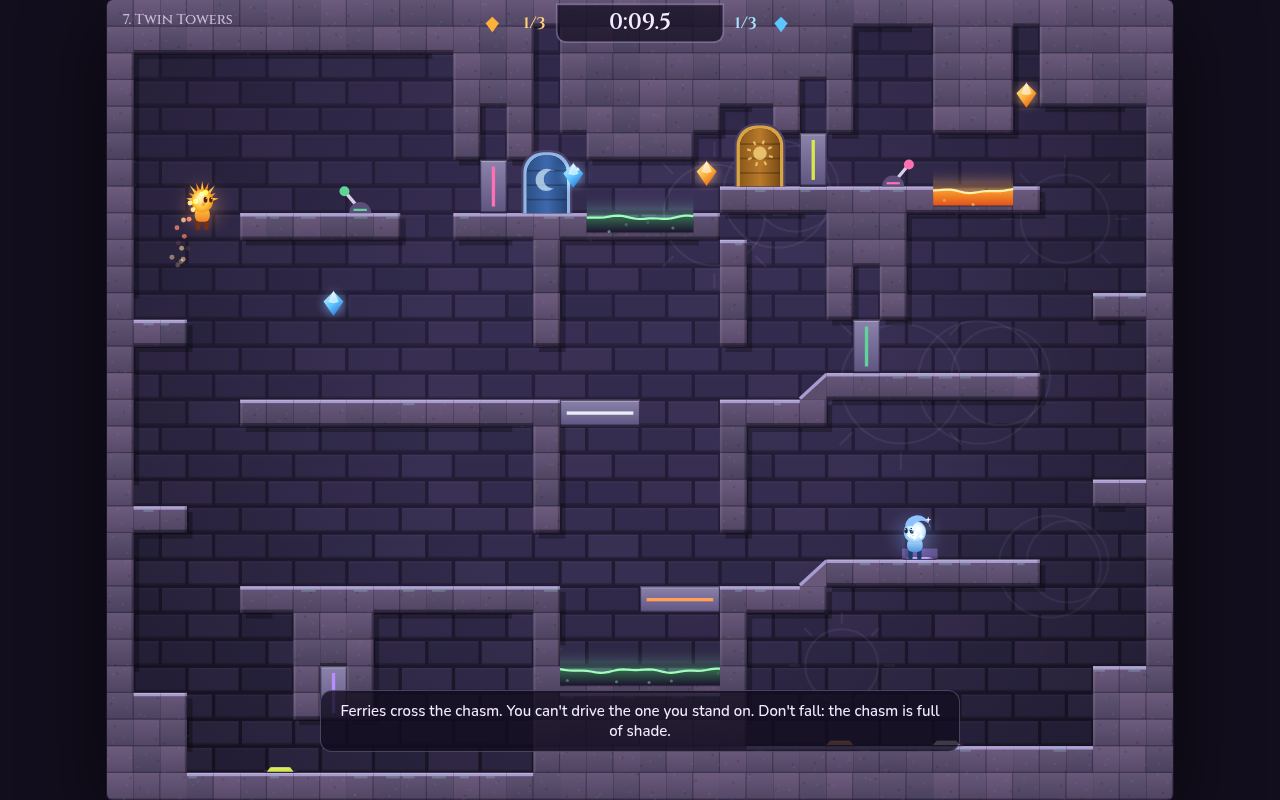 7. Twin Towers
1/3
0:09.5
1/3
Ferries cross the chasm. You can't drive the one you stand on. Don't fall: the chasm is full
of shade.